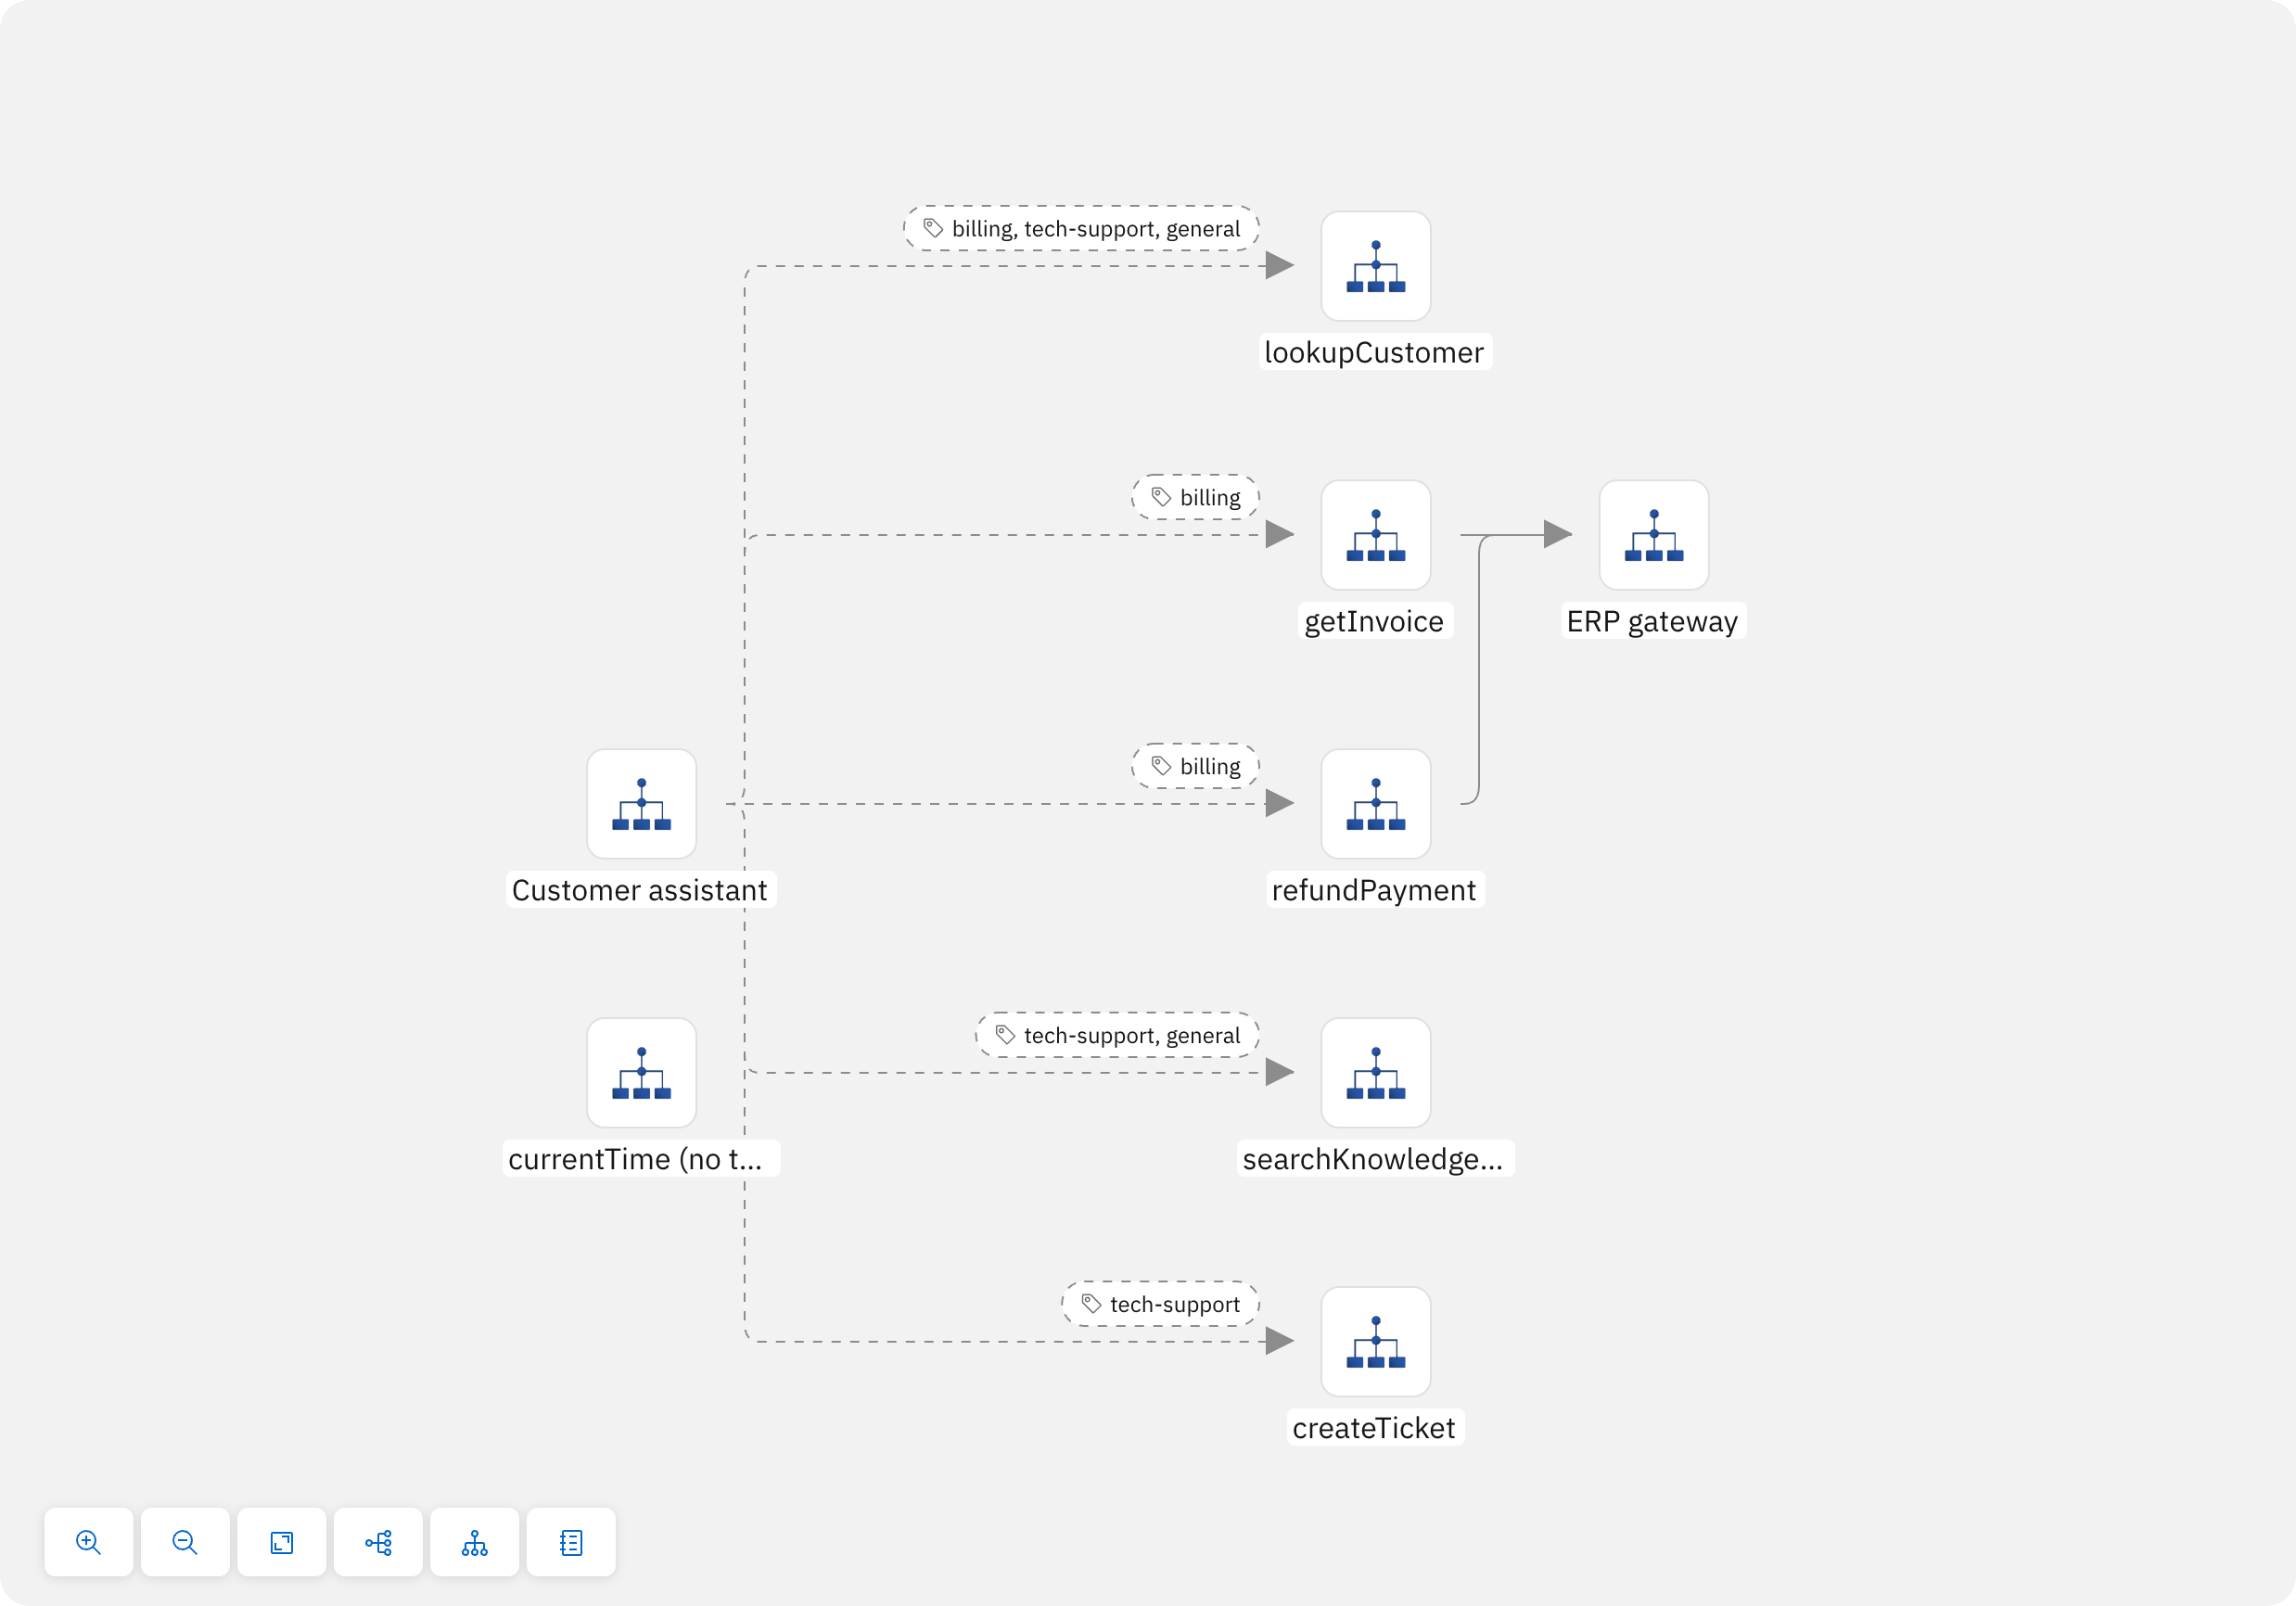 billing, tech-support, general
lookupCustomer
billing
getInvoice
ERP gateway
billing
Customer assistant
refundPayment
tech-support, general
currentTime (no t...
searchKnowledge...
tech-support
createTicket